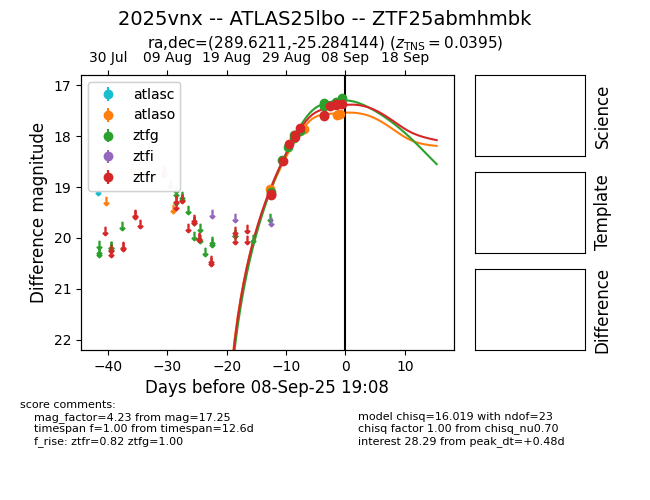 2025vnx -- ATLAS25lbo -- ZTF25abmhmbk
ra,dec=(289.6211,-25.284144) (z_TNS = 0.0395)
30 Jul 09 Aug 19 Aug 29 Aug 08 Sep 18 Sep
17
18
19
20
21
22
Difference magnitude
atlasc
atlaso
ztfg
ztfi
ztfr
−40 −30 −20 −10 0 10
Days before 08-Sep-25 19:08
Science
Template
Difference
score comments:
mag_factor=4.23 from mag=17.25
timespan f=1.00 from timespan=12.6d
f_rise: ztfr=0.82 ztfg=1.00
model chisq=16.019 with ndof=23
chisq factor 1.00 from chisq_nu0.70
interest 28.29 from peak_dt=+0.48d